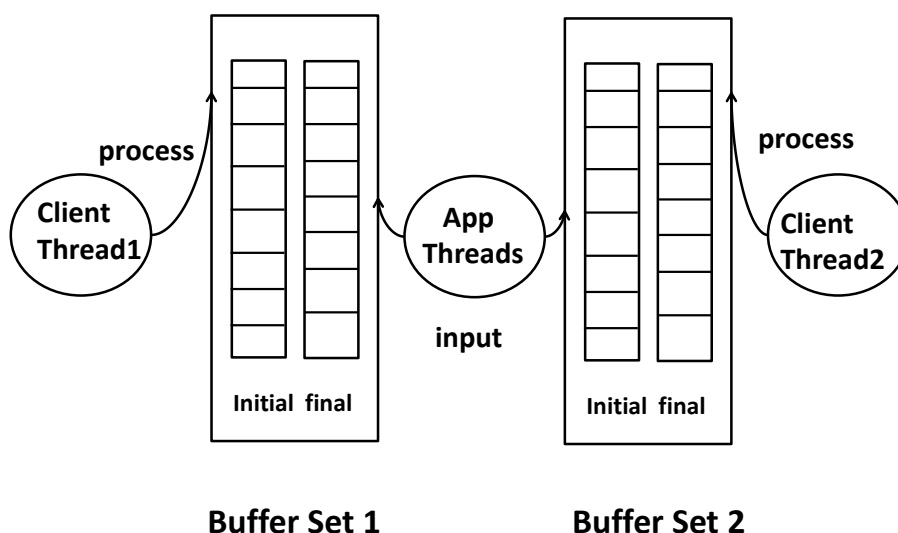 process
Client
Thread1
App
Threads
process
Client
Thread2
input
Initial final
Initial final
Buffer Set 1
Buffer Set 2